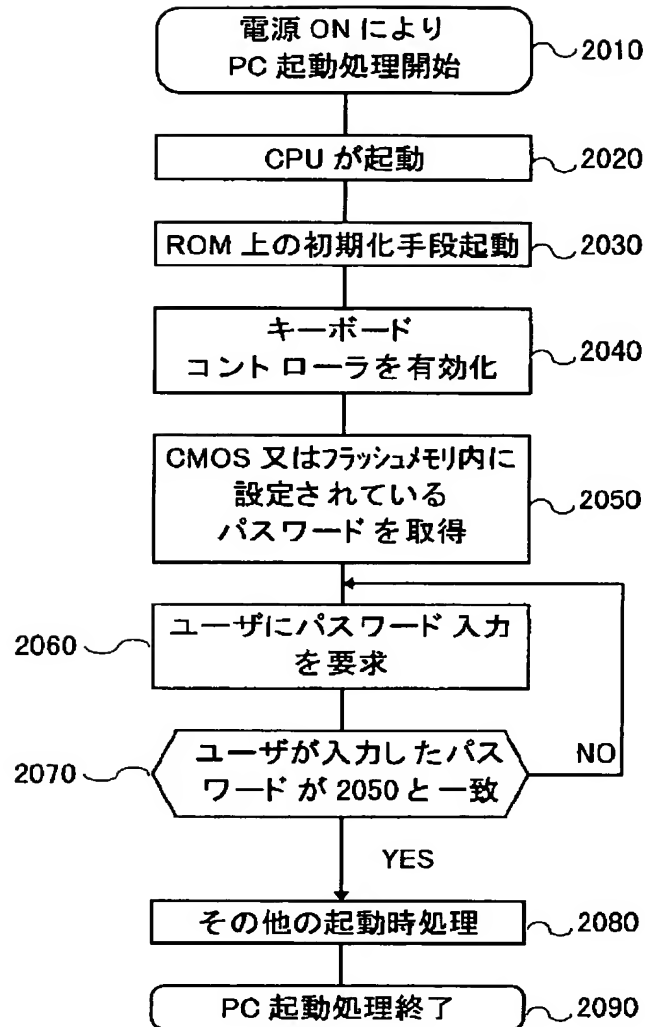 電源 ON により
PC 起動処理開始
2010
CPU が起動
2020
ROM 上の初期化手段起動
2030
キーボード
コントローラを有効化
2040
CMOS 又はフラッシュメモリ内に
設定されている
パスワードを取得
2050
2060
ユーザにパスワード入力
を要求
2070
ユーザが入力したパス
ワードが 2050 と一致
NO
YES
その他の起動時処理
2080
PC 起動処理終了
2090